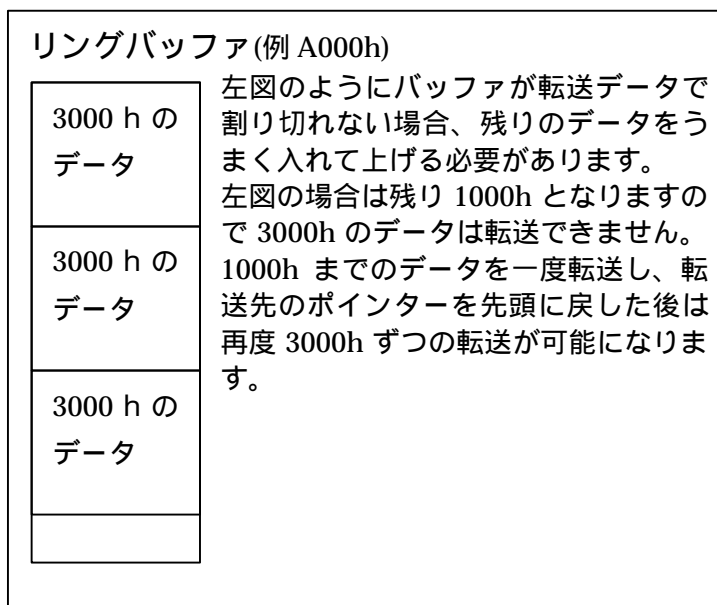 リングバッファ(例 A000h)
3000 h の
データ
3000 h の
データ
3000 h の
データ
左図のようにバッファが転送データで
割り切れない場合、残りのデータをう
まく入れて上げる必要があります。
左図の場合は残り 1000h となりますの
で 3000h のデータは転送できません。
1000h までのデータを一度転送し、転
送先のポインターを先頭に戻した後は
再度 3000h ずつの転送が可能になりま
す。